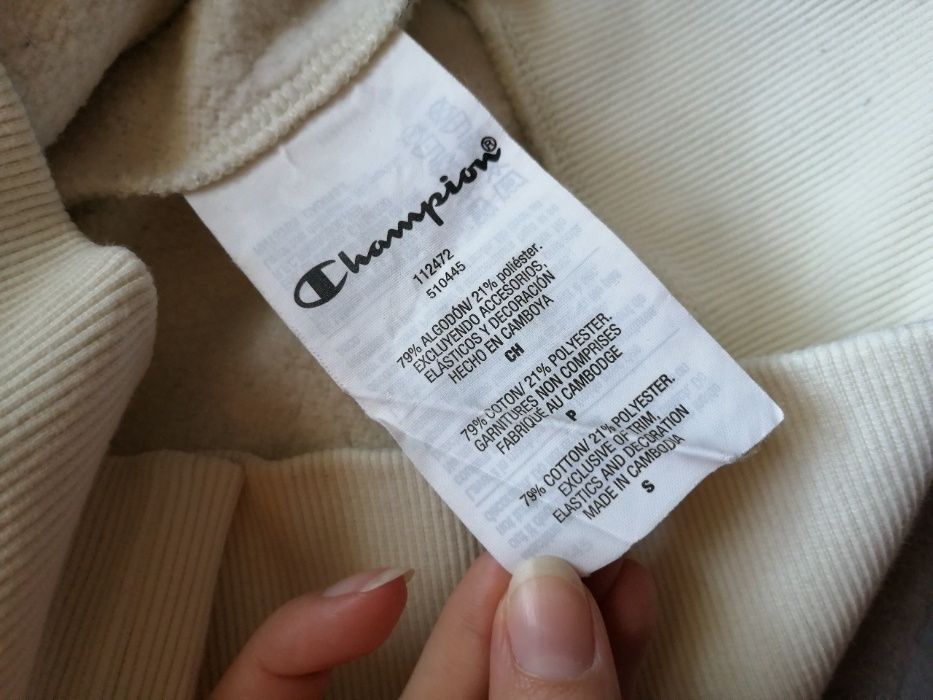 Champion®
112472
510445
79% ALGODÓN/ 21% poliéster.
EXCLUYENDO ACCESORIOS,
ELÁSTICOS Y DECORACIÓN
HECHO EN CAMBOYA
CH
79% COTON/ 21% POLYESTER.
GARNITURES NON COMPRISES
FABRIQUÉ AU CAMBODGE
P
79% COTTON/ 21% POLYESTER.
EXCLUSIVE OF TRIM,
ELASTICS AND DECORATION
MADE IN CAMBODIA
S